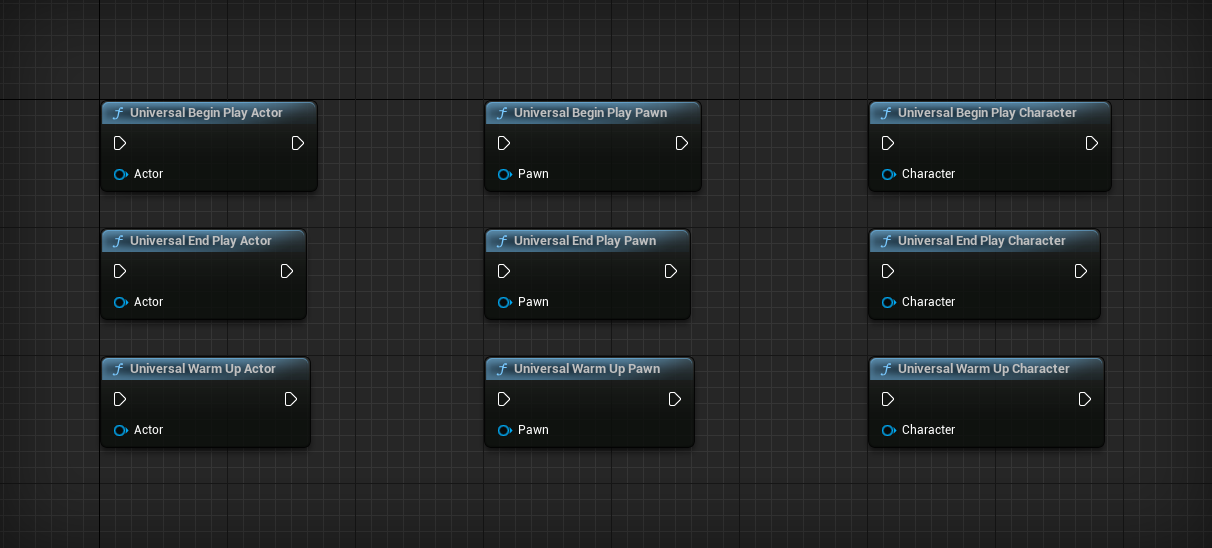 Universal Begin Play Actor
Actor
Universal Begin Play Pawn
Pawn
Universal Begin Play Character
Character
Universal End Play Actor
Actor
Universal End Play Pawn
Pawn
Universal End Play Character
Character
Universal Warm Up Actor
Actor
Universal Warm Up Pawn
Pawn
Universal Warm Up Character
Character